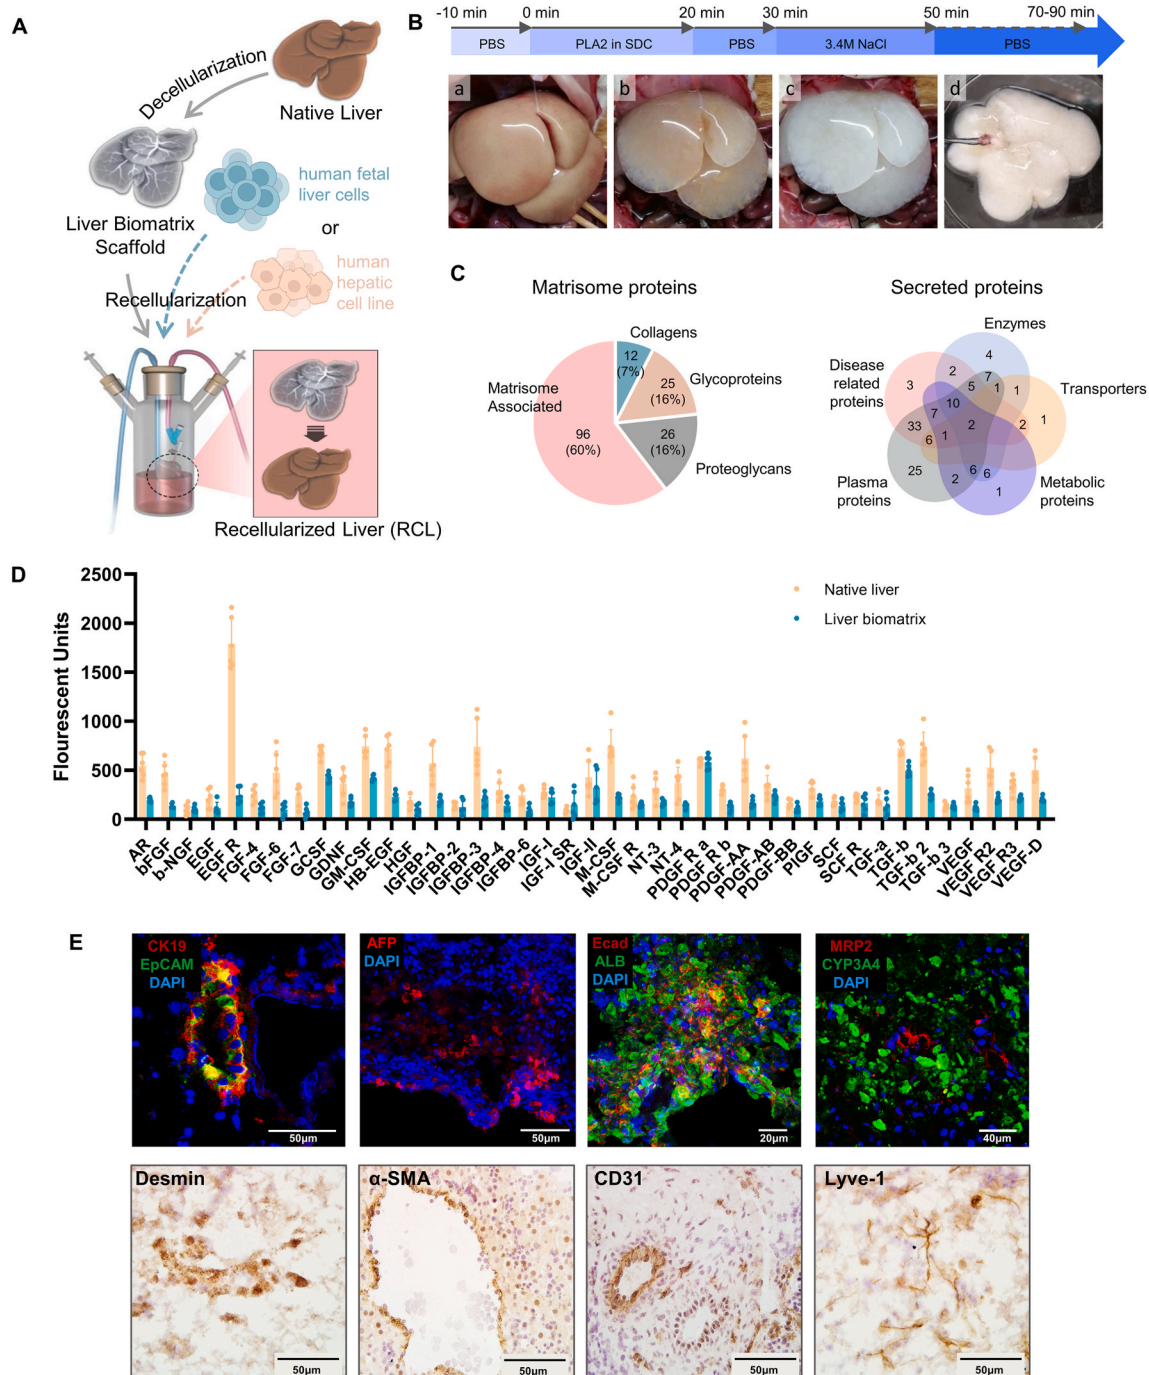 A
Decellularization
Native Liver
human fetal
liver cells
Liver Biomatrix
Scaffold
or
human
hepatic
cell line
Recellularization
Recellularized Liver (RCL)
B
-10 min
0 min
20 min
30 min
50 min
70-90 min
PBS
PLA2 in SDC
PBS
3.4M NaCl
PBS
a
b
c
d
C
Matrisome proteins
Collagens
12
(7%)
Glycoproteins
25
(16%)
Matrisome
Associated
96
(60%)
26
(16%)
Proteoglycans
Secreted proteins
Enzymes
Disease
related
proteins
Transporters
Plasma
proteins
Metabolic
proteins
4
2
7
3
5
1
1
10
7
2
2
1
33
6
1
25
6
6
2
1
D
Flourescent Units
2500
2000
1500
1000
500
0
Native liver
Liver biomatrix
AR
bFGF
b-NGF
EGF
EGF R
FGF-4
FGF-6
FGF-7
GCSF
GDNF
GM-CSF
HB-EGF
HGF
IGFBP-1
IGFBP-2
IGFBP-3
IGFBP-4
IGFBP-6
IGF-I
IGF-I SR
IGF-II
M-CSF
M-CSF R
NT-3
NT-4
PDGF R a
PDGF R b
PDGF-AA
PDGF-AB
PDGF-BB
PIGF
SCF
SCF R
TGF-a
TGF-b
TGF-b 2
TGF-b 3
VEGF
VEGF R2
VEGF R3
VEGF-D
E
CK19
EpCAM
DAPI
50μm
AFP
DAPI
50μm
Ecad
ALB
DAPI
20μm
MRP2
CYP3A4
DAPI
40μm
Desmin
50μm
α-SMA
50μm
CD31
50μm
Lyve-1
50μm